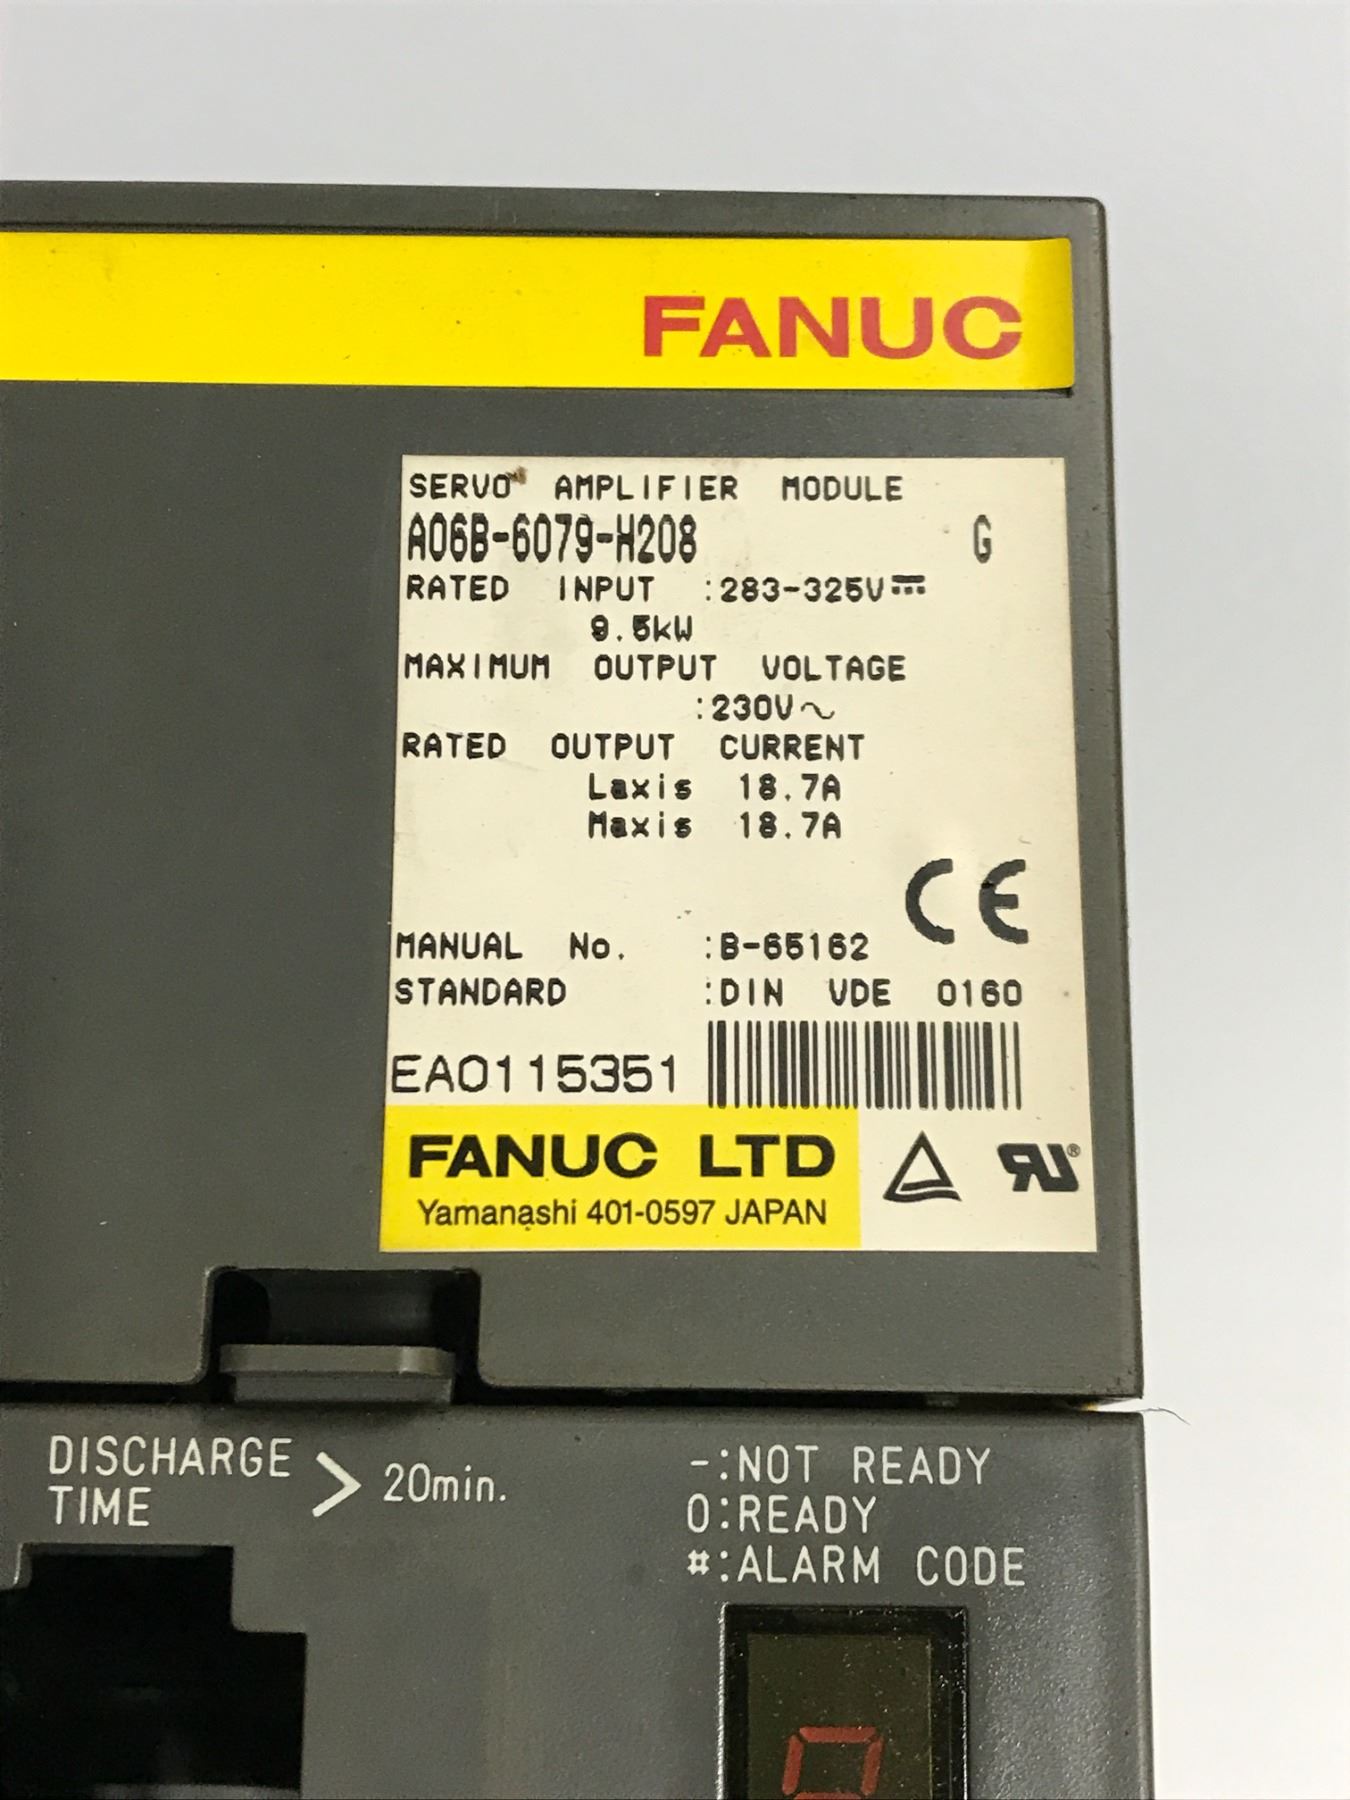 FANUC
SERVO AMPLIFIER MODULE
A06B-6079-H208 G
RATED INPUT :283-325V⎓
9.5kW
MAXIMUM OUTPUT VOLTAGE
:230V～
RATED OUTPUT CURRENT
Laxis 18.7A
Maxis 18.7A
CE
MANUAL No. :B-65162
STANDARD :DIN VDE 0160
EA0115351
FANUC LTD
Yamanashi 401-0597 JAPAN
RU®
DISCHARGE TIME > 20min.
-:NOT READY
0:READY
#:ALARM CODE